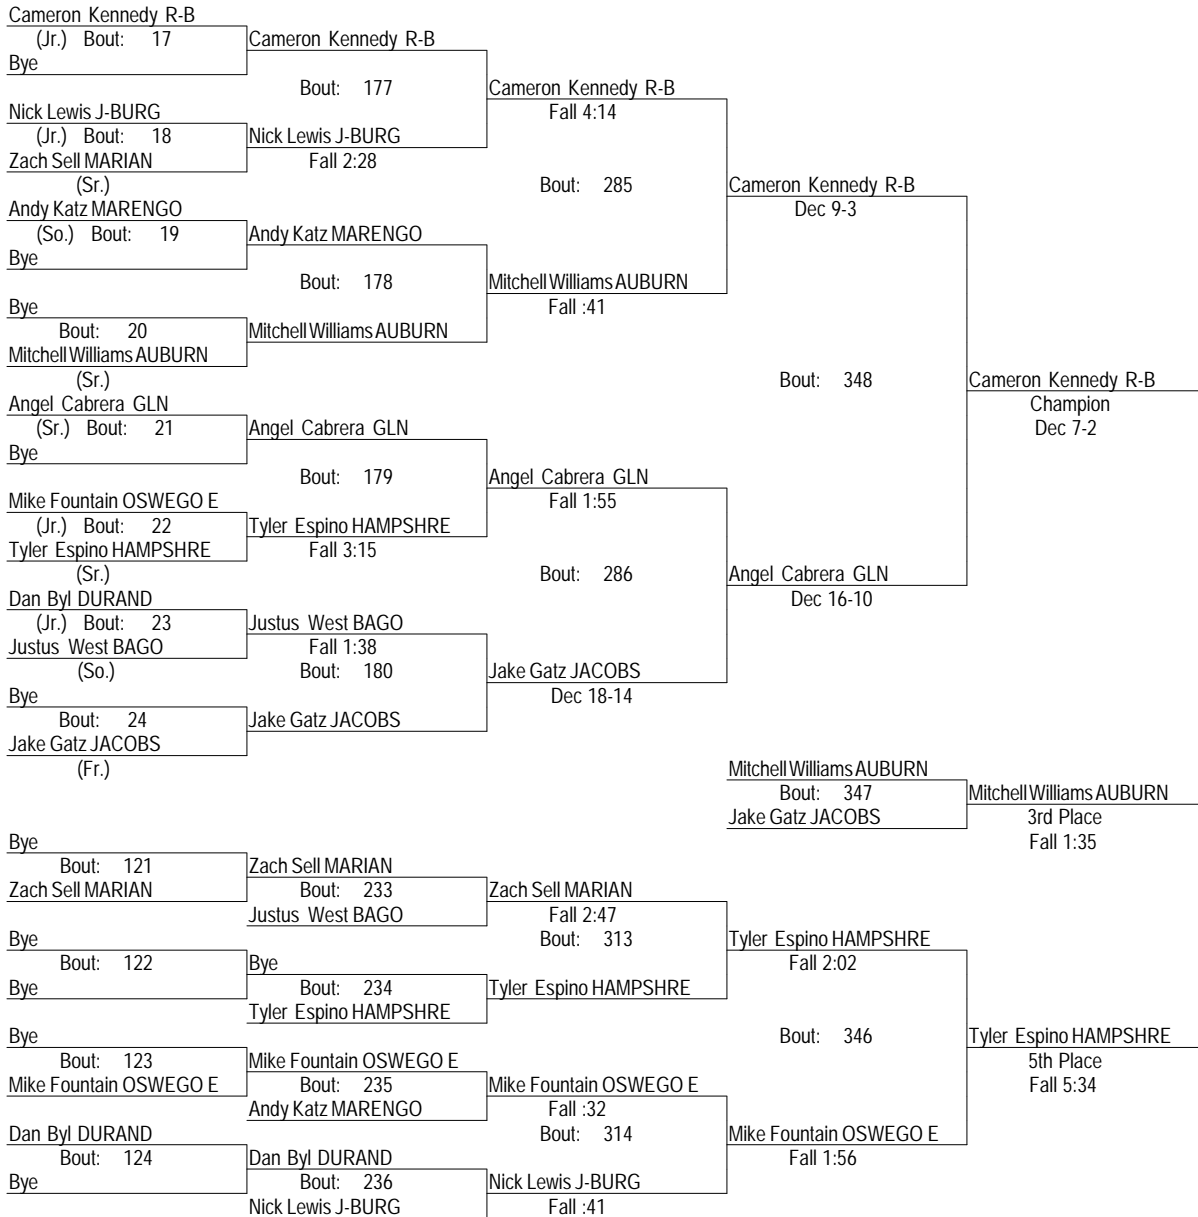 Cameron Kennedy R-B
(Jr.) Bout: 17
Bye
Cameron Kennedy R-B
Bout: 177
Nick Lewis J-BURG
(Jr.) Bout: 18
Zach Sell MARIAN
(Sr.)
Nick Lewis J-BURG
Fall 2:28
Cameron Kennedy R-B
Fall 4:14
Bout: 285
Andy Katz MARENGO
(So.) Bout: 19
Bye
Andy Katz MARENGO
Bout: 178
Bye
Bout: 20
Mitchell Williams AUBURN
(Sr.)
Mitchell Williams AUBURN
Mitchell Williams AUBURN
Fall :41
Cameron Kennedy R-B
Dec 9-3
Bout: 348
Cameron Kennedy R-B
Champion
Dec 7-2
Angel Cabrera GLN
(Sr.) Bout: 21
Bye
Angel Cabrera GLN
Bout: 179
Mike Fountain OSWEGO E
(Jr.) Bout: 22
Tyler Espino HAMPSHRE
(Sr.)
Tyler Espino HAMPSHRE
Fall 3:15
Angel Cabrera GLN
Fall 1:55
Bout: 286
Dan Byl DURAND
(Jr.) Bout: 23
Justus West BAGO
(So.)
Justus West BAGO
Fall 1:38
Bout: 180
Bye
Bout: 24
Jake Gatz JACOBS
(Fr.)
Jake Gatz JACOBS
Jake Gatz JACOBS
Dec 18-14
Angel Cabrera GLN
Dec 16-10
Mitchell Williams AUBURN
Bout: 347
Jake Gatz JACOBS
Mitchell Williams AUBURN
3rd Place
Fall 1:35
Bye
Bout: 121
Zach Sell MARIAN
Zach Sell MARIAN
Bout: 233
Justus West BAGO
Zach Sell MARIAN
Fall 2:47
Bout: 313
Bye
Bout: 122
Bye
Bye
Bout: 234
Tyler Espino HAMPSHRE
Tyler Espino HAMPSHRE
Tyler Espino HAMPSHRE
Fall 2:02
Bout: 346
Tyler Espino HAMPSHRE
5th Place
Fall 5:34
Bye
Bout: 123
Mike Fountain OSWEGO E
Mike Fountain OSWEGO E
Bout: 235
Andy Katz MARENGO
Mike Fountain OSWEGO E
Fall :32
Bout: 314
Dan Byl DURAND
Bout: 124
Bye
Dan Byl DURAND
Bout: 236
Nick Lewis J-BURG
Nick Lewis J-BURG
Fall :41
Mike Fountain OSWEGO E
Fall 1:56